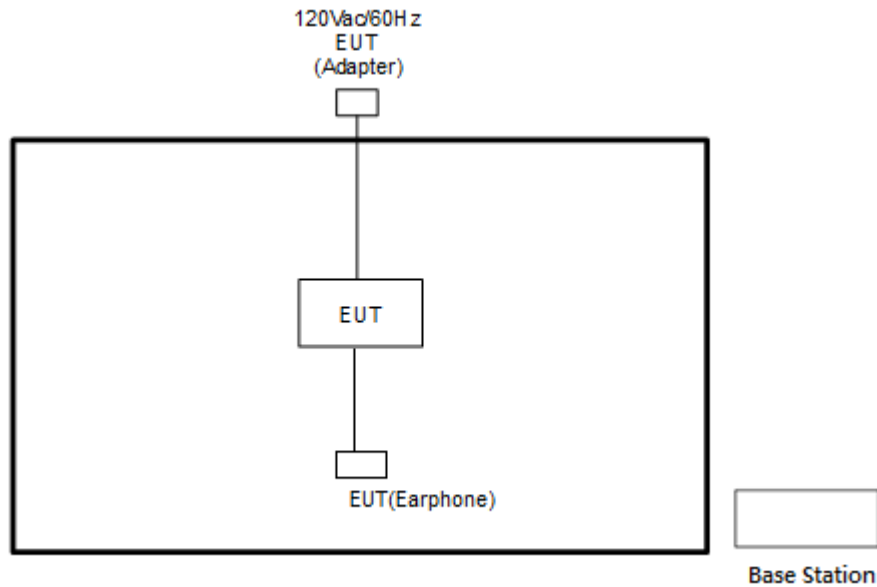 120Vac/60Hz
EUT
(Adapter)
EUT
EUT(Earphone)
Base Station